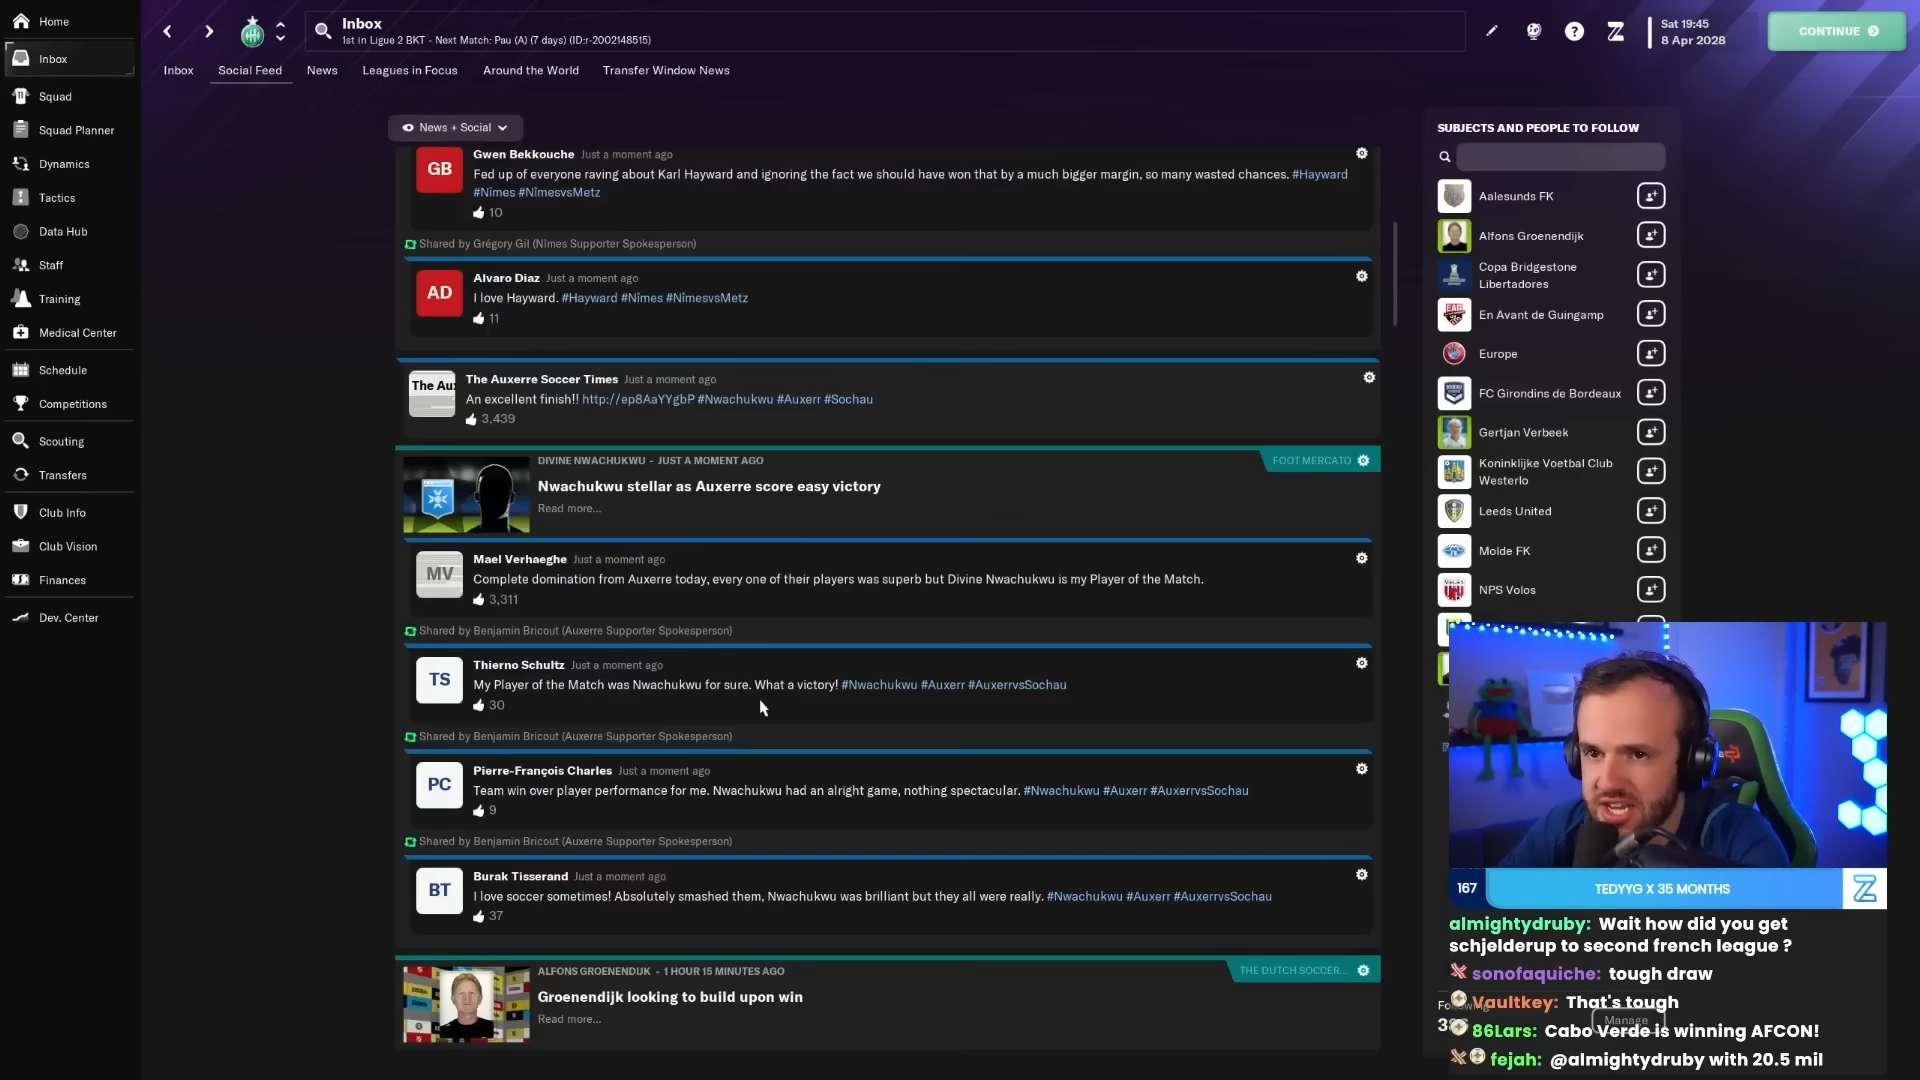 Home
Inbox
Squad
Squad Planner
Dynamics
Tactics
Data Hub
Staff
Training
Medical Center
Schedule
Competitions
Scouting
Transfers
Club Info
Club Vision
Finances
Dev. Center
Inbox
1st in Ligue 2 BKT - Next Match: Pau (A) (7 days) (ID:r-2002148515)
Sat 19:45
8 Apr 2028
CONTINUE
Inbox Social Feed News Leagues in Focus Around the World Transfer Window News
News + Social
GB
Gwen Bekkouche Just a moment ago
Fed up of everyone raving about Karl Hayward and ignoring the fact we should have won that by a much bigger margin, so many wasted chances. #Hayward
#Nîmes #NîmesvsMetz
10
Shared by Grégory Gil (Nîmes Supporter Spokesperson)
AD
Alvaro Diaz Just a moment ago
I love Hayward. #Hayward #Nîmes #NîmesvsMetz
11
The Aux
The Auxerre Soccer Times Just a moment ago
An excellent finish!! http://ep8AaYYgbP #Nwachukwu #Auxerr #Sochau
3,439
DIVINE NWACHUKWU - JUST A MOMENT AGO
FOOT MERCATO
Nwachukwu stellar as Auxerre score easy victory
Read more...
MV
Mael Verhaeghe Just a moment ago
Complete domination from Auxerre today, every one of their players was superb but Divine Nwachukwu is my Player of the Match.
3,311
Shared by Benjamin Bricout (Auxerre Supporter Spokesperson)
TS
Thierno Schultz Just a moment ago
My Player of the Match was Nwachukwu for sure. What a victory! #Nwachukwu #Auxerr #AuxerrvsSochau
30
Shared by Benjamin Bricout (Auxerre Supporter Spokesperson)
PC
Pierre-François Charles Just a moment ago
Team win over player performance for me. Nwachukwu had an alright game, nothing spectacular. #Nwachukwu #Auxerr #AuxerrvsSochau
9
Shared by Benjamin Bricout (Auxerre Supporter Spokesperson)
BT
Burak Tisserand Just a moment ago
I love soccer sometimes! Absolutely smashed them, Nwachukwu was brilliant but they all were really. #Nwachukwu #Auxerr #AuxerrvsSochau
37
ALFONS GROENENDIJK - 1 HOUR 15 MINUTES AGO
THE DUTCH SOCCER...
Groenendijk looking to build upon win
Read more...
SUBJECTS AND PEOPLE TO FOLLOW
Aalesunds FK
Alfons Groenendijk
Copa Bridgestone
Libertadores
En Avant de Guingamp
Europe
FC Girondins de Bordeaux
Gertjan Verbeek
Koninklijke Voetbal Club
Westerlo
Leeds United
Molde FK
NPS Volos
167 TEDYYG X 35 MONTHS
almightydruby: Wait how did you get
schjelderup to second french league ?
sonofaquiche: tough draw
Vaultkey: That's tough
Manage
86Lars: Cabo Verde is winning AFCON!
fejah: @almightydruby with 20.5 mil